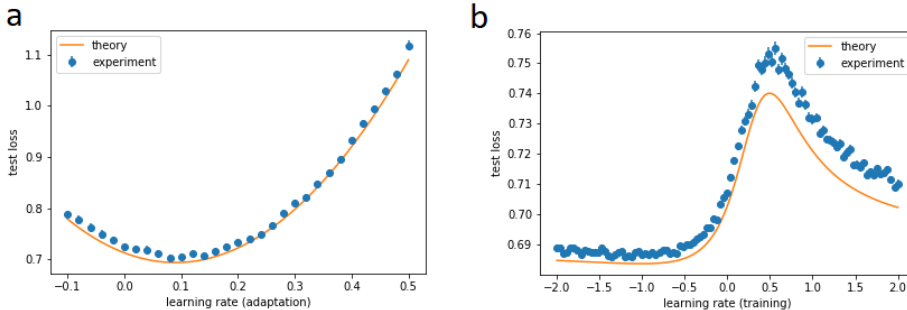 a
theory
experiment
1.1
1.0
0.9
0.8
0.7
test loss
−0.1 0.0 0.1 0.2 0.3 0.4 0.5
learning rate (adaptation)
b
theory
experiment
0.76
0.75
0.74
0.73
0.72
0.71
0.70
0.69
test loss
−2.0 −1.5 −1.0 −0.5 0.0 0.5 1.0 1.5 2.0
learning rate (training)